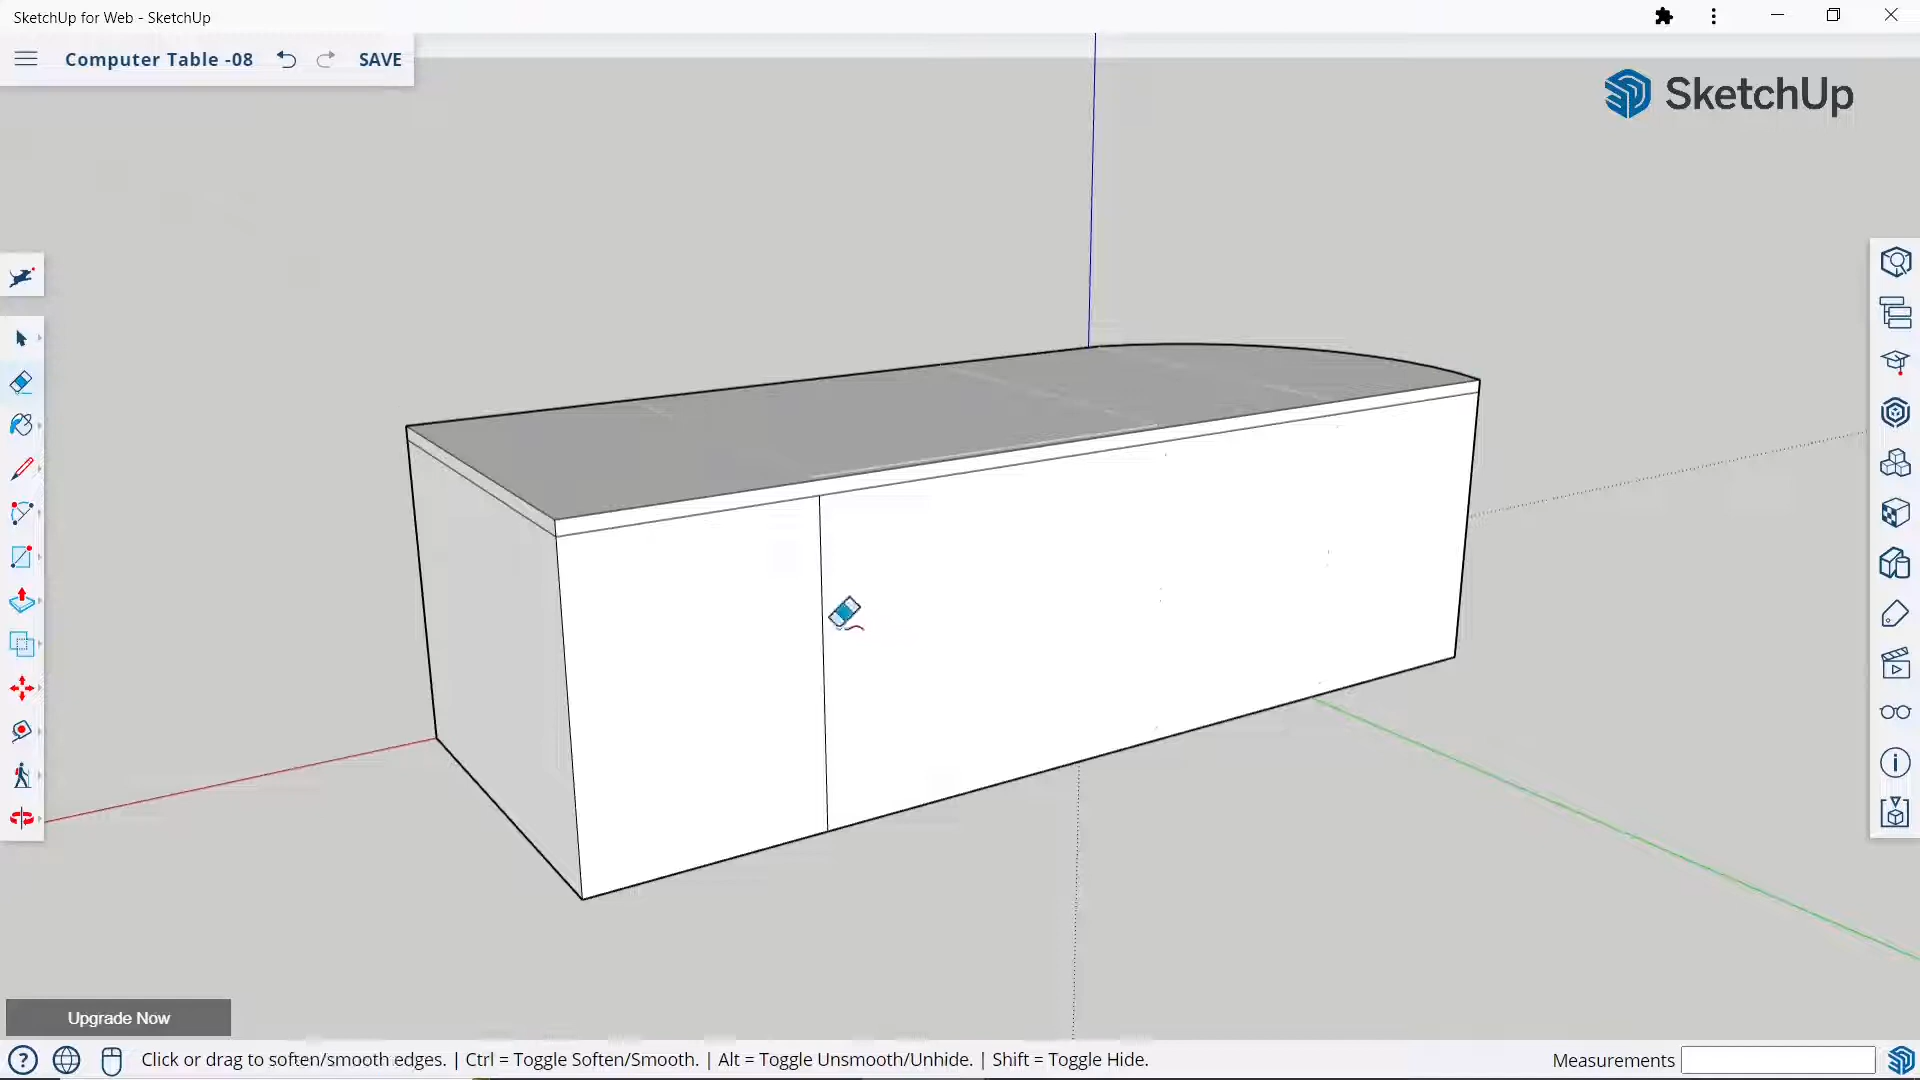 SketchUp for Web - SketchUp
Computer Table -08 SAVE
SketchUp
Upgrade Now
Click or drag to soften/smooth edges. | Ctrl = Toggle Soften/Smooth. | Alt = Toggle Unsmooth/Unhide. | Shift = Toggle Hide.
Measurements